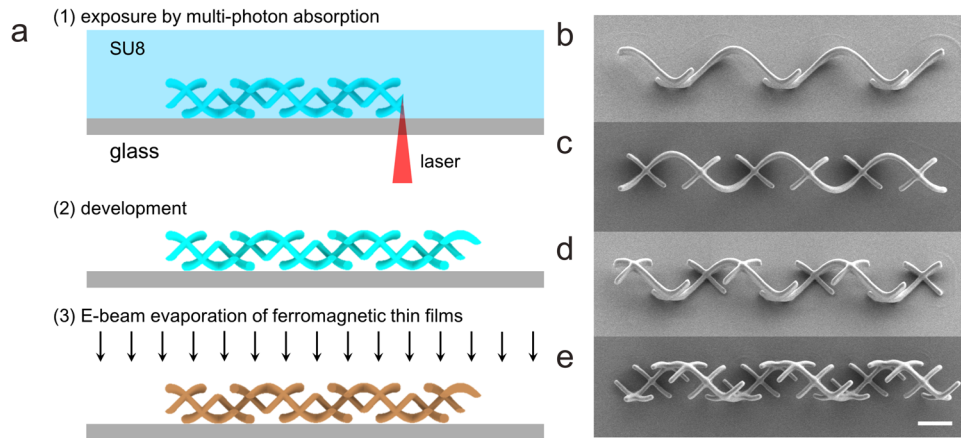 a
(1) exposure by multi-photon absorption
SU8
glass
laser
(2) development
(3) E-beam evaporation of ferromagnetic thin films
b
c
d
e